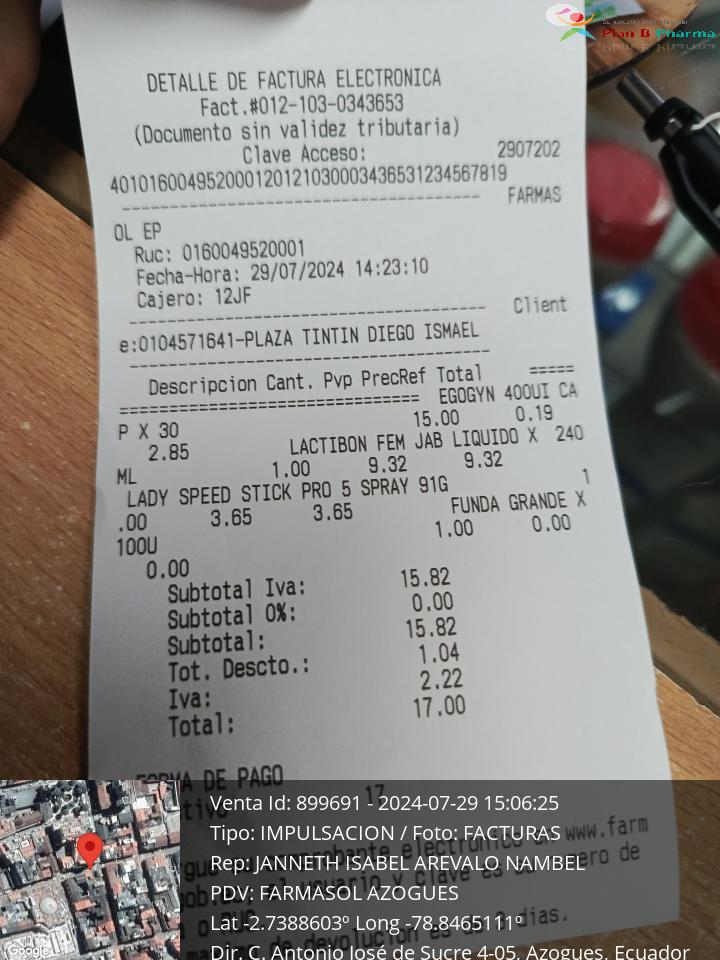 Plan B Pharma
DETALLE DE FACTURA ELECTRONICA
Fact.#012-103-0343653
(Documento sin validez tributaria)
Clave Acceso: 2907202
401016004952000120121030003436531234567819
FARMAS
OL EP
Ruc: 0160049520001
Fecha-Hora: 29/07/2024 14:23:10
Cajero: 12JF
Client
e:0104571641-PLAZA TINTIN DIEGO ISMAEL
Descripcion Cant. Pvp PrecRef Total
EGOGYN 400UI CA
P X 30 15.00 0.19
2.85 LACTIBON FEM JAB LIQUIDO X 240
ML 1.00 9.32 9.32
LADY SPEED STICK PRO 5 SPRAY 91G 1
.00 3.65 3.65 FUNDA GRANDE X
100U 1.00 0.00
0.00
Subtotal Iva: 15.82
Subtotal 0%: 0.00
Subtotal: 15.82
Tot. Descto.: 1.04
Iva: 2.22
Total: 17.00
FORMA DE PAGO
17
Venta Id: 899691 - 2024-07-29 15:06:25
Tipo: IMPULSACION / Foto: FACTURAS
www.farm
Rep: JANNETH ISABEL AREVALO NAMBEL
PDV: FARMASOL AZOGUES
Lat -2.7388603º Long -78.8465111º
dias.
Dir. C. Antonio José de Sucre 4-05, Azogues, Ecuador
Google